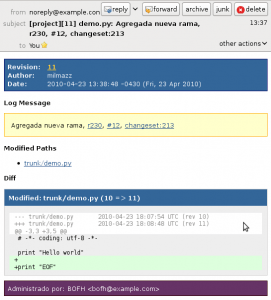 from noreply@example.com
reply forward archive junk delete
subject [project][11] demo.py: Agregada nueva rama, 13:37
r230, #12, changeset:213
to You other actions
Revision: 11
Author: milmazz
Date: 2010-04-23 13:38:48 -0430 (Fri, 23 Apr 2010)
Log Message
Agregada nueva rama, r230, #12, changeset:213
Modified Paths
trunk/demo.py
Diff
Modified: trunk/demo.py (10 => 11)
--- trunk/demo.py 2010-04-23 18:07:54 UTC (rev 10)
+++ trunk/demo.py 2010-04-23 18:08:48 UTC (rev 11)
@@ -3,3 +3,5 @@
# -*- coding: utf-8 -*-
print "Hello world"
+
+print "EOF"
Administrado por: BOFH <bofh@example.com>